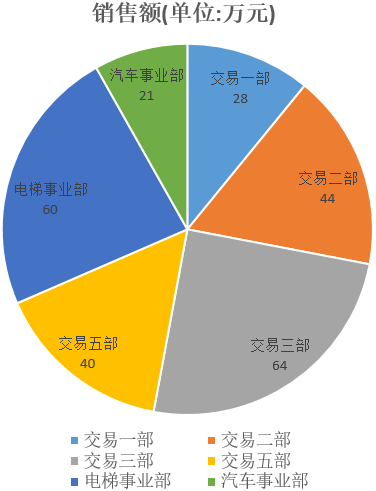 销售额(单位:万元)
汽车事业部
21
交易一部
28
交易二部
44
电梯事业部
60
交易五部
40
交易三部
64
交易一部
交易二部
交易三部
交易五部
电梯事业部
汽车事业部